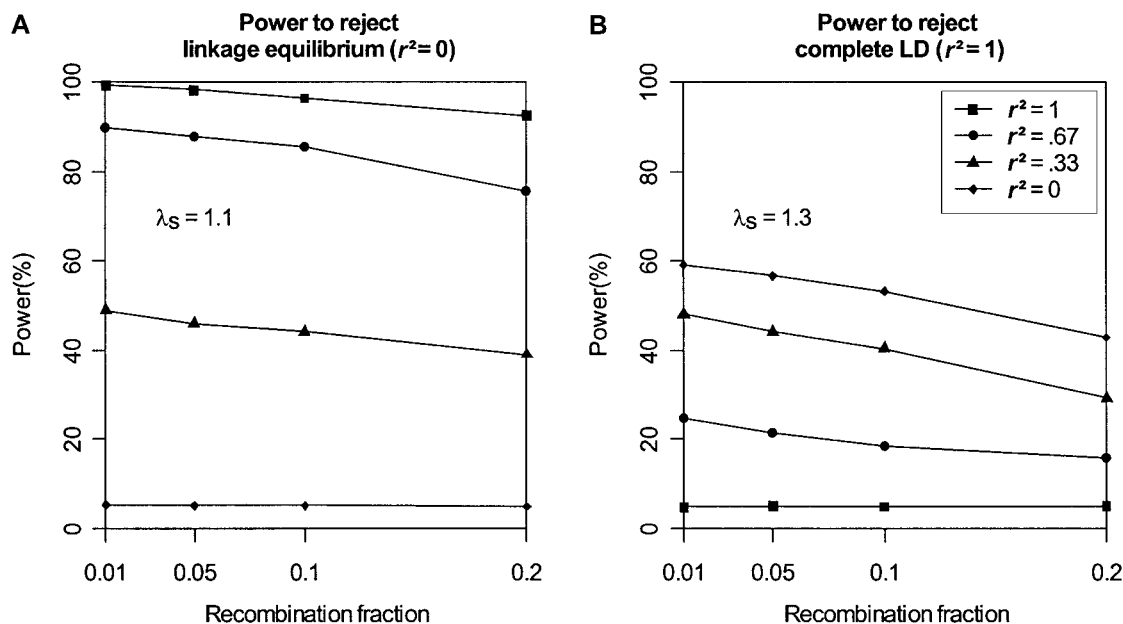 A
Power to reject
linkage equilibrium (r² = 0)
100
80
60
40
20
0
Power(%)
λS = 1.1
0.01
0.05
0.1
0.2
Recombination fraction
B
Power to reject
complete LD (r² = 1)
100
80
60
40
20
0
Power(%)
r² = 1
r² = .67
r² = .33
r² = 0
λS = 1.3
0.01
0.05
0.1
0.2
Recombination fraction